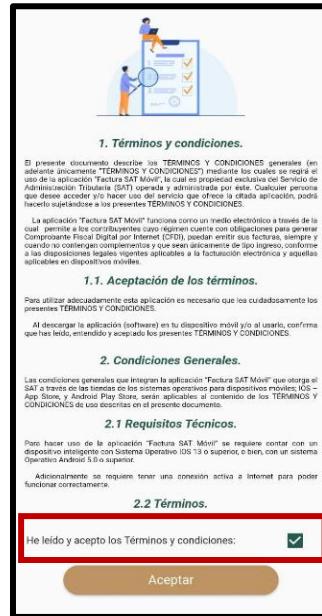 1. Términos y condiciones.
El presente documento describe los TÉRMINOS Y CONDICIONES generales (en
adelante únicamente "TÉRMINOS Y CONDICIONES") mediante los cuales se regirá el
uso de la aplicación "Factura SAT Móvil", la cual es propiedad exclusiva del Servicio de
Administración Tributaria (SAT) operada y administrada por éste. Cualquier persona
que desee acceder y/o hacer uso del servicio que ofrece la citada aplicación, podrá
hacerlo sujetándose a los presentes TÉRMINOS Y CONDICIONES.
La aplicación "Factura SAT Móvil" funciona como un medio electrónico a través de la
cual permite a los contribuyentes cuyo régimen cuente con obligaciones para generar
Comprobante Fiscal Digital por Internet (CFDI), puedan emitir sus facturas, siempre y
cuando no contengan complementos y que sean únicamente de tipo ingreso, conforme
a las disposiciones legales vigentes aplicables a la facturación electrónica y aquellas
aplicables en dispositivos móviles.
1.1. Aceptación de los términos.
Para utilizar adecuadamente esta aplicación es necesario que lea cuidadosamente los
presentes TÉRMINOS Y CONDICIONES.
Al descargar la aplicación (software) en tu dispositivo móvil y/o al usarlo, confirma
que has leído, entendido y aceptado los presentes TÉRMINOS Y CONDICIONES.
2. Condiciones Generales.
Las condiciones generales que integran la aplicación "Factura SAT Móvil" que otorga el
SAT a través de las tiendas de los sistemas operativos para dispositivos móviles; IOS –
App Store, y Android Play Store, serán aplicables al contenido de los TÉRMINOS Y
CONDICIONES de uso descritas en el presente documento.
2.1 Requisitos Técnicos.
Para hacer uso de la aplicación "Factura SAT Móvil" se requiere contar con un
dispositivo inteligente con Sistema Operativo IOS 13 o superior, o bien, con un sistema
Operativo Android 5.0 o superior.
Adicionalmente se requiere tener una conexión activa a Internet para poder
funcionar correctamente.
2.2 Términos.
He leído y acepto los Términos y condiciones:
Aceptar